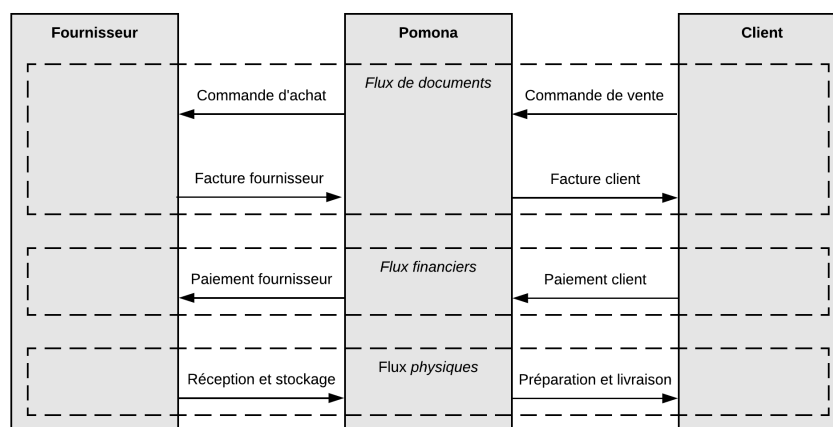 Fournisseur
Pomona
Client
Flux de documents
Commande d'achat
Commande de vente
Facture fournisseur
Facture client
Flux financiers
Paiement fournisseur
Paiement client
Flux physiques
Réception et stockage
Préparation et livraison